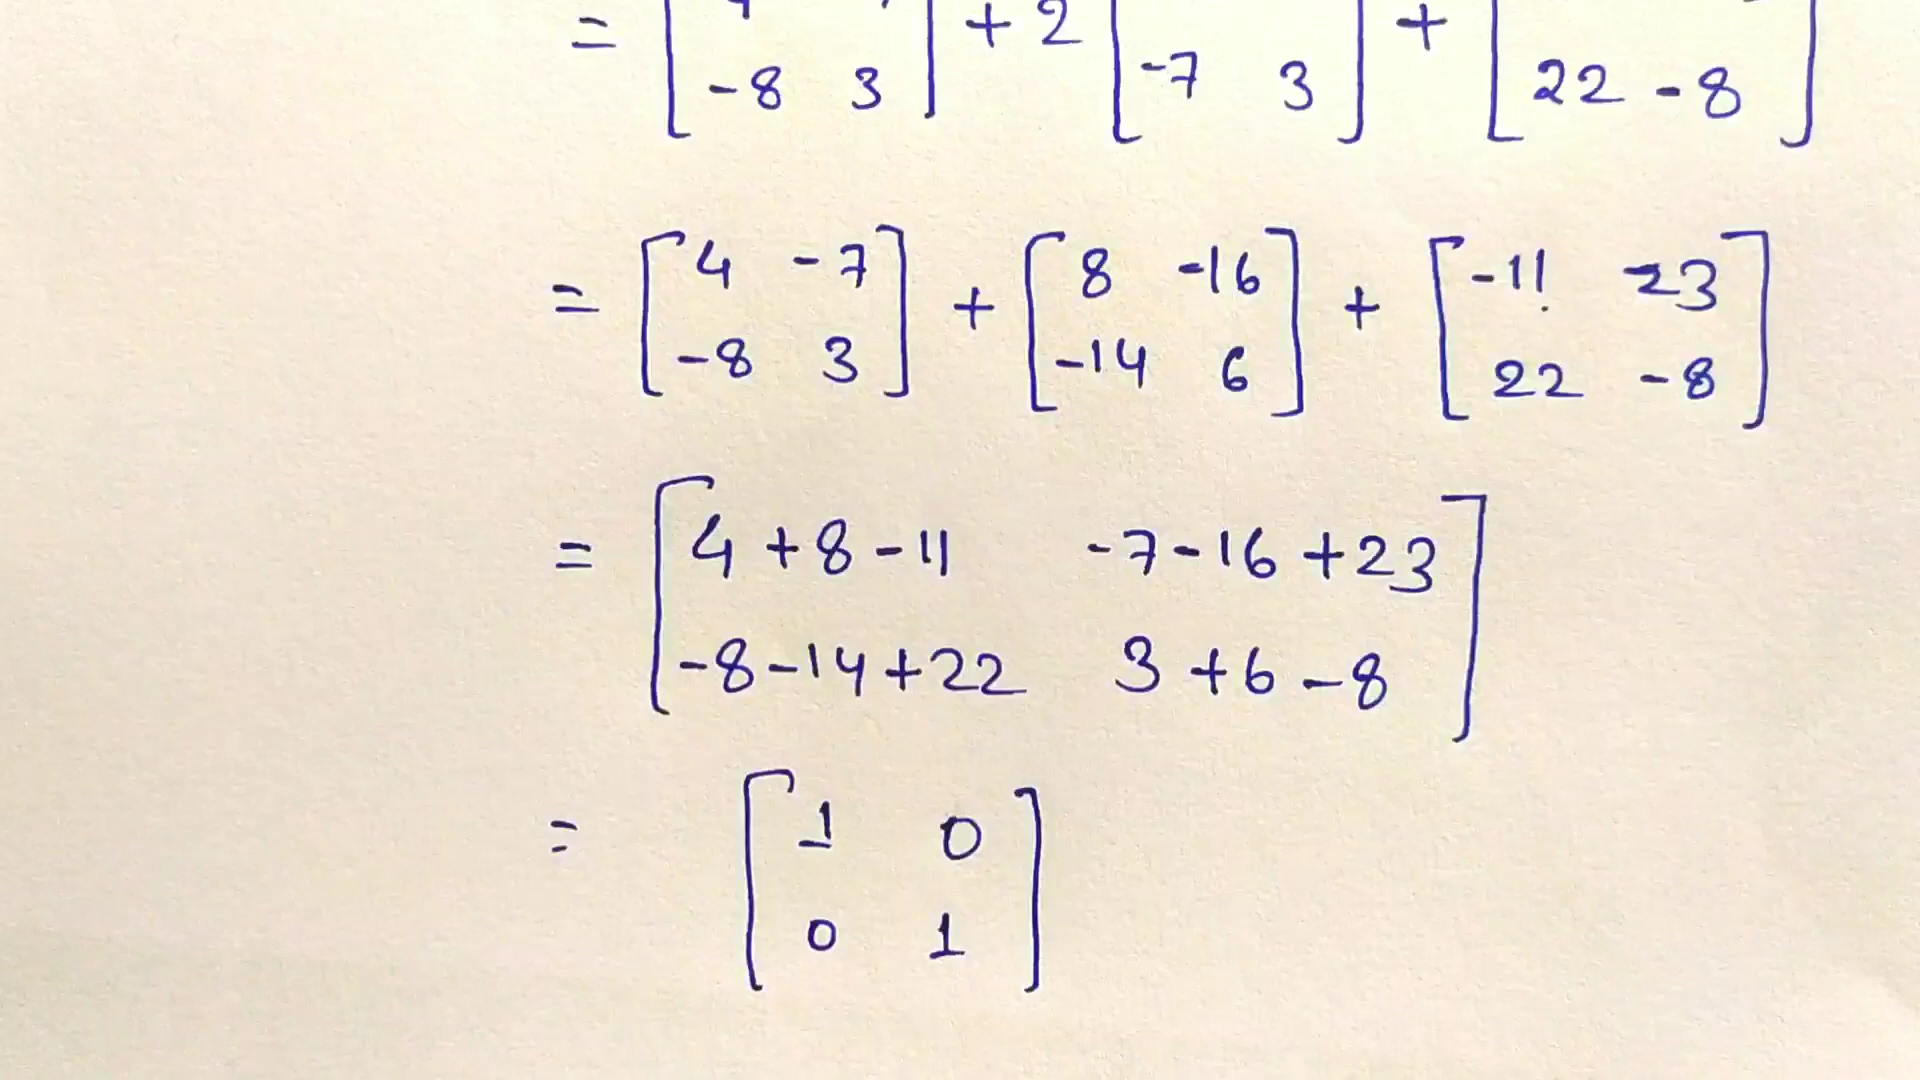 = [ -8 3 ] + 2 [ -7 3 ] + [ 22 -8 ]
= [ 4 -7 ] + [ 8 -16 ] + [ -11 23 ]
[ -8 3 ] [ -14 6 ] [ 22 -8 ]
= [ 4+8-11 -7-16+23 ]
[ -8-14+22 3+6-8 ]
= [ 1 0 ]
[ 0 1 ]